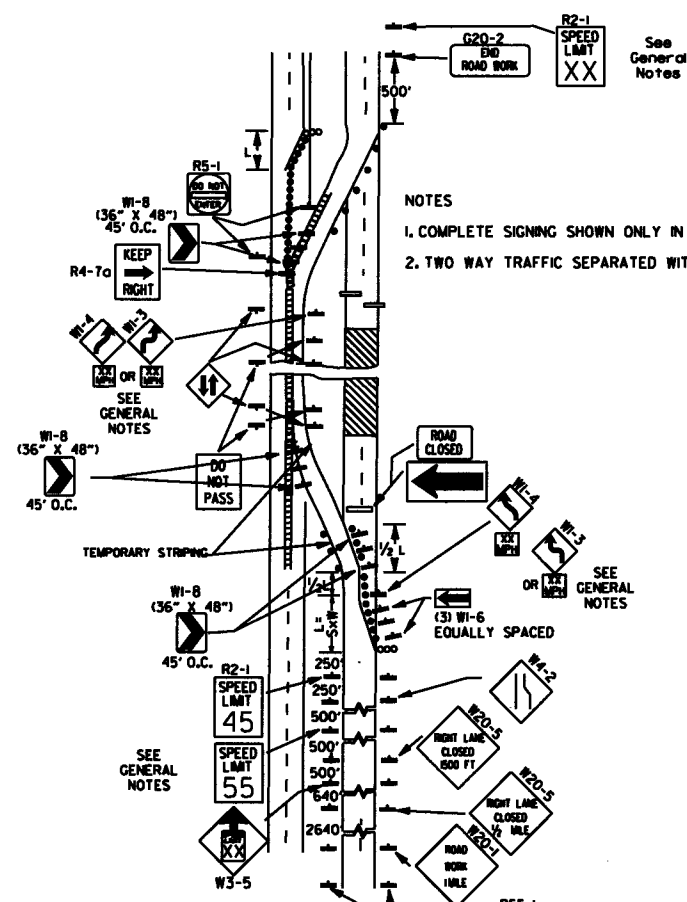 R2-1
SPEED
LIMIT
XX
See
General
Notes
G20-2
END
ROAD WORK
500'
L
R5-1
DO NOT
ENTER
W1-8
(36" X 48")
45' O.C.
KEEP
RIGHT
R4-7a
NOTES
1. COMPLETE SIGNING SHOWN ONLY IN
2. TWO WAY TRAFFIC SEPARATED WIT
W1-4
W1-3
XX
MPH
OR
XX
MPH
SEE
GENERAL
NOTES
W1-8
(36" X 48")
45' O.C.
DO
NOT
PASS
ROAD
CLOSED
TEMPORARY STRIPING
½ L
W1-4
XX
MPH
W1-3
OR
XX
MPH
SEE
GENERAL
NOTES
W1-8
(36" X 48")
45' O.C.
½L
L=
SxW
(3) W1-6
EQUALLY SPACED
R2-1
SPEED
LIMIT
45
250'
250'
500'
500'
500'
640'
2640'
W4-2
W20-5
RIGHT LANE
CLOSED
1500 FT
SEE
GENERAL
NOTES
SPEED
LIMIT
55
W20-5
RIGHT LANE
CLOSED
½ MILE
XX
W3-5
W20-1
ROAD
WORK
1 MILE